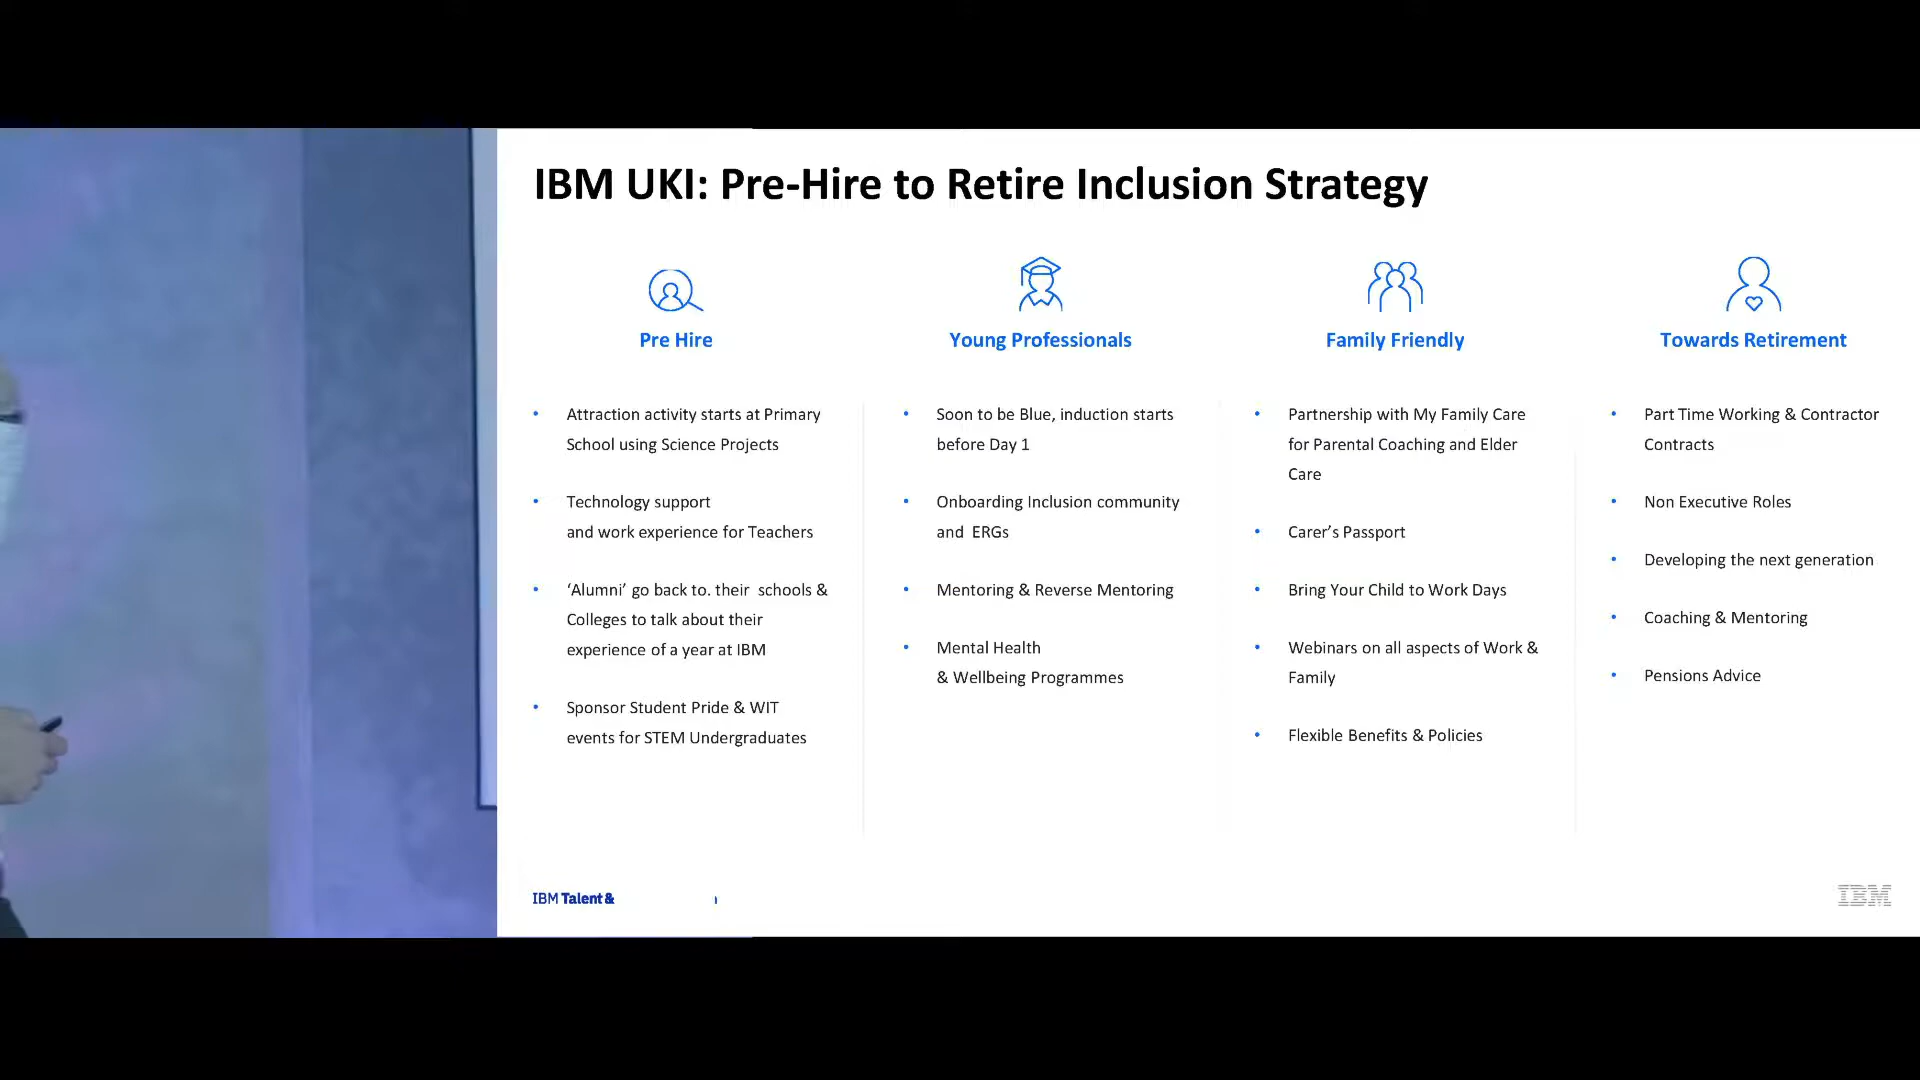 IBM UKI: Pre-Hire to Retire Inclusion Strategy
Pre Hire
Attraction activity starts at Primary
School using Science Projects
Technology support
and work experience for Teachers
‘Alumni’ go back to. their schools &
Colleges to talk about their
experience of a year at IBM
Sponsor Student Pride & WIT
events for STEM Undergraduates
Young Professionals
Soon to be Blue, induction starts
before Day 1
Onboarding Inclusion community
and ERGs
Mentoring & Reverse Mentoring
Mental Health
& Wellbeing Programmes
Family Friendly
Partnership with My Family Care
for Parental Coaching and Elder
Care
Carer’s Passport
Bring Your Child to Work Days
Webinars on all aspects of Work &
Family
Flexible Benefits & Policies
Towards Retirement
Part Time Working & Contractor
Contracts
Non Executive Roles
Developing the next generation
Coaching & Mentoring
Pensions Advice
IBM Talent &
IBM